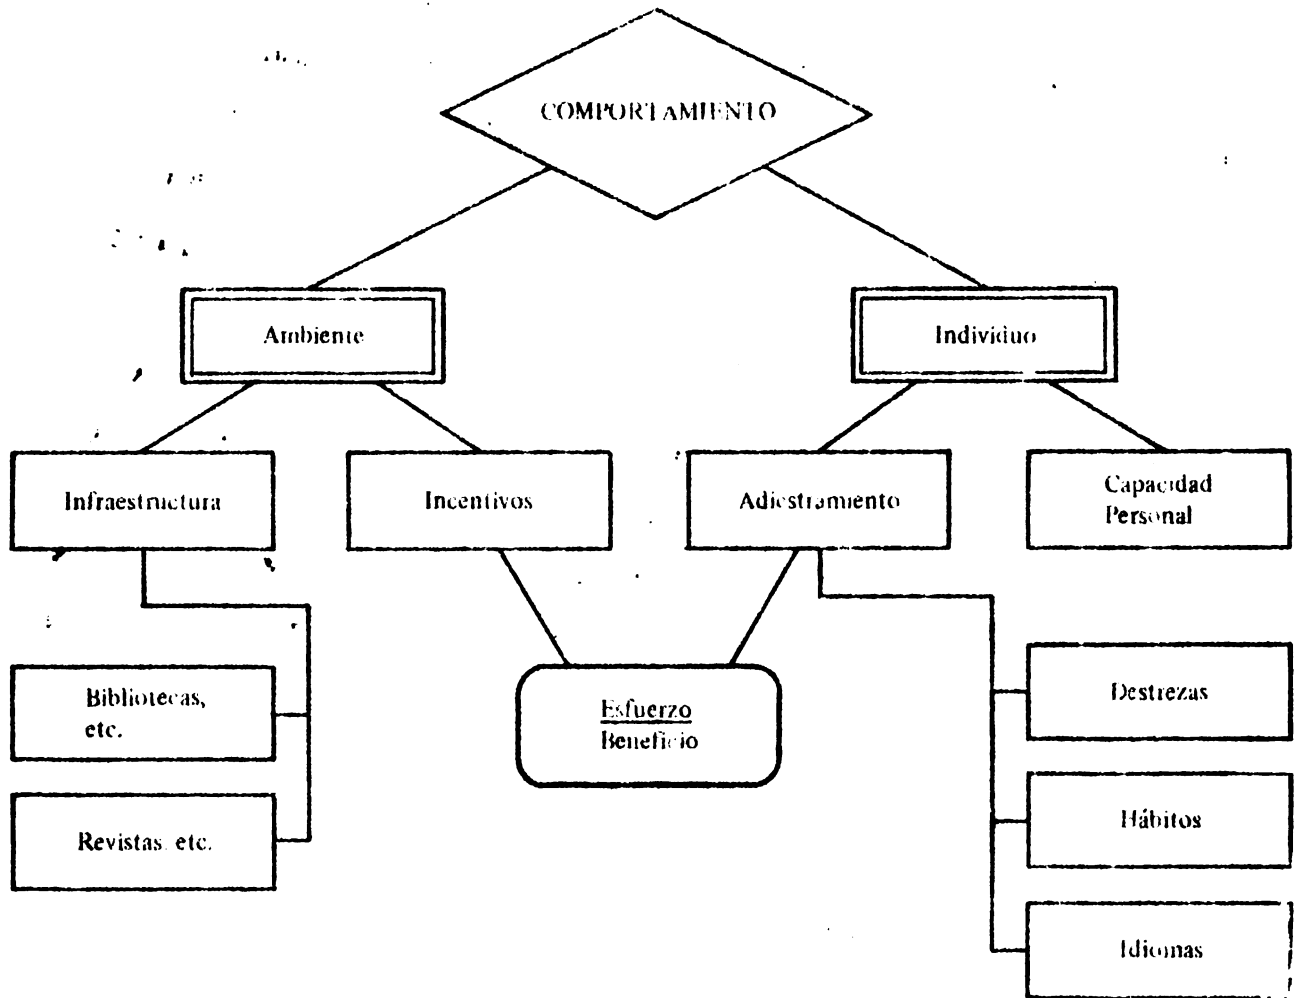 COMPORTAMIENTO
Ambiente
Individuo
Infraestructura
Incentivos
Adiestramiento
Capacidad
Personal
Bibliotecas,
etc.
Esfuerzo
Beneficio
Destrezas
Revistas, etc.
Hábitos
Idiomas